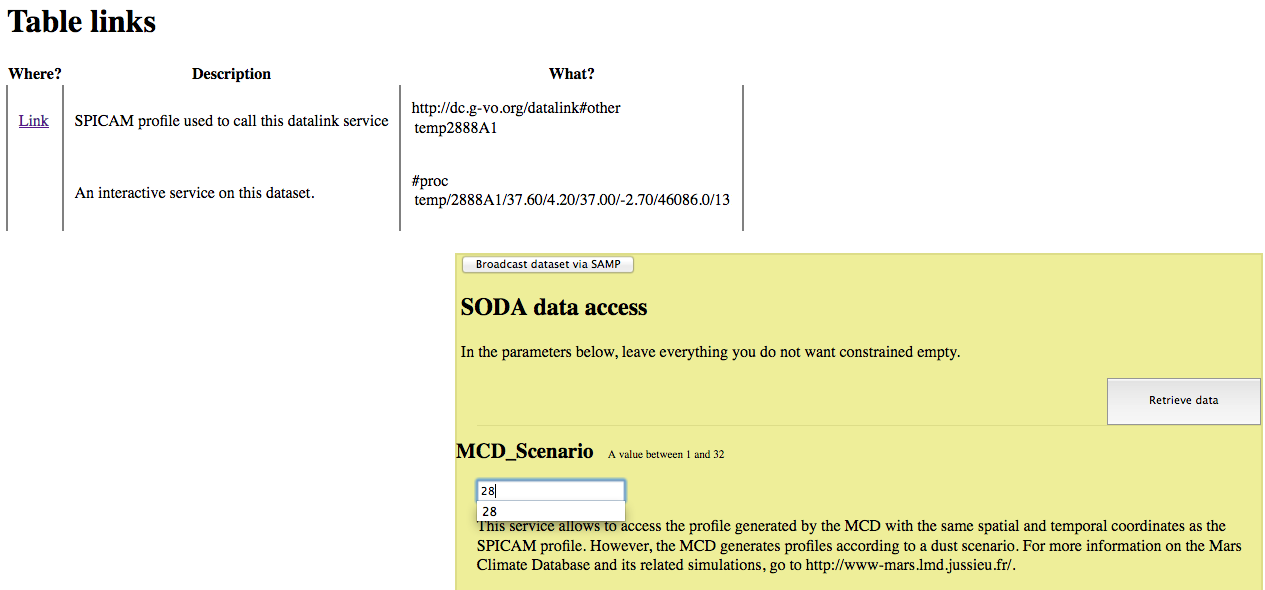 Table links
Where? Description What?
Link SPICAM profile used to call this datalink service http://dc.g-vo.org/datalink#other
temp2888A1
An interactive service on this dataset. #proc
temp/2888A1/37.60/4.20/37.00/-2.70/46086.0/13
Broadcast dataset via SAMP
SODA data access
In the parameters below, leave everything you do not want constrained empty.
Retrieve data
MCD_Scenario A value between 1 and 32
28
28
This service allows to access the profile generated by the MCD with the same spatial and temporal coordinates as the
SPICAM profile. However, the MCD generates profiles according to a dust scenario. For more information on the Mars
Climate Database and its related simulations, go to http://www-mars.lmd.jussieu.fr/.